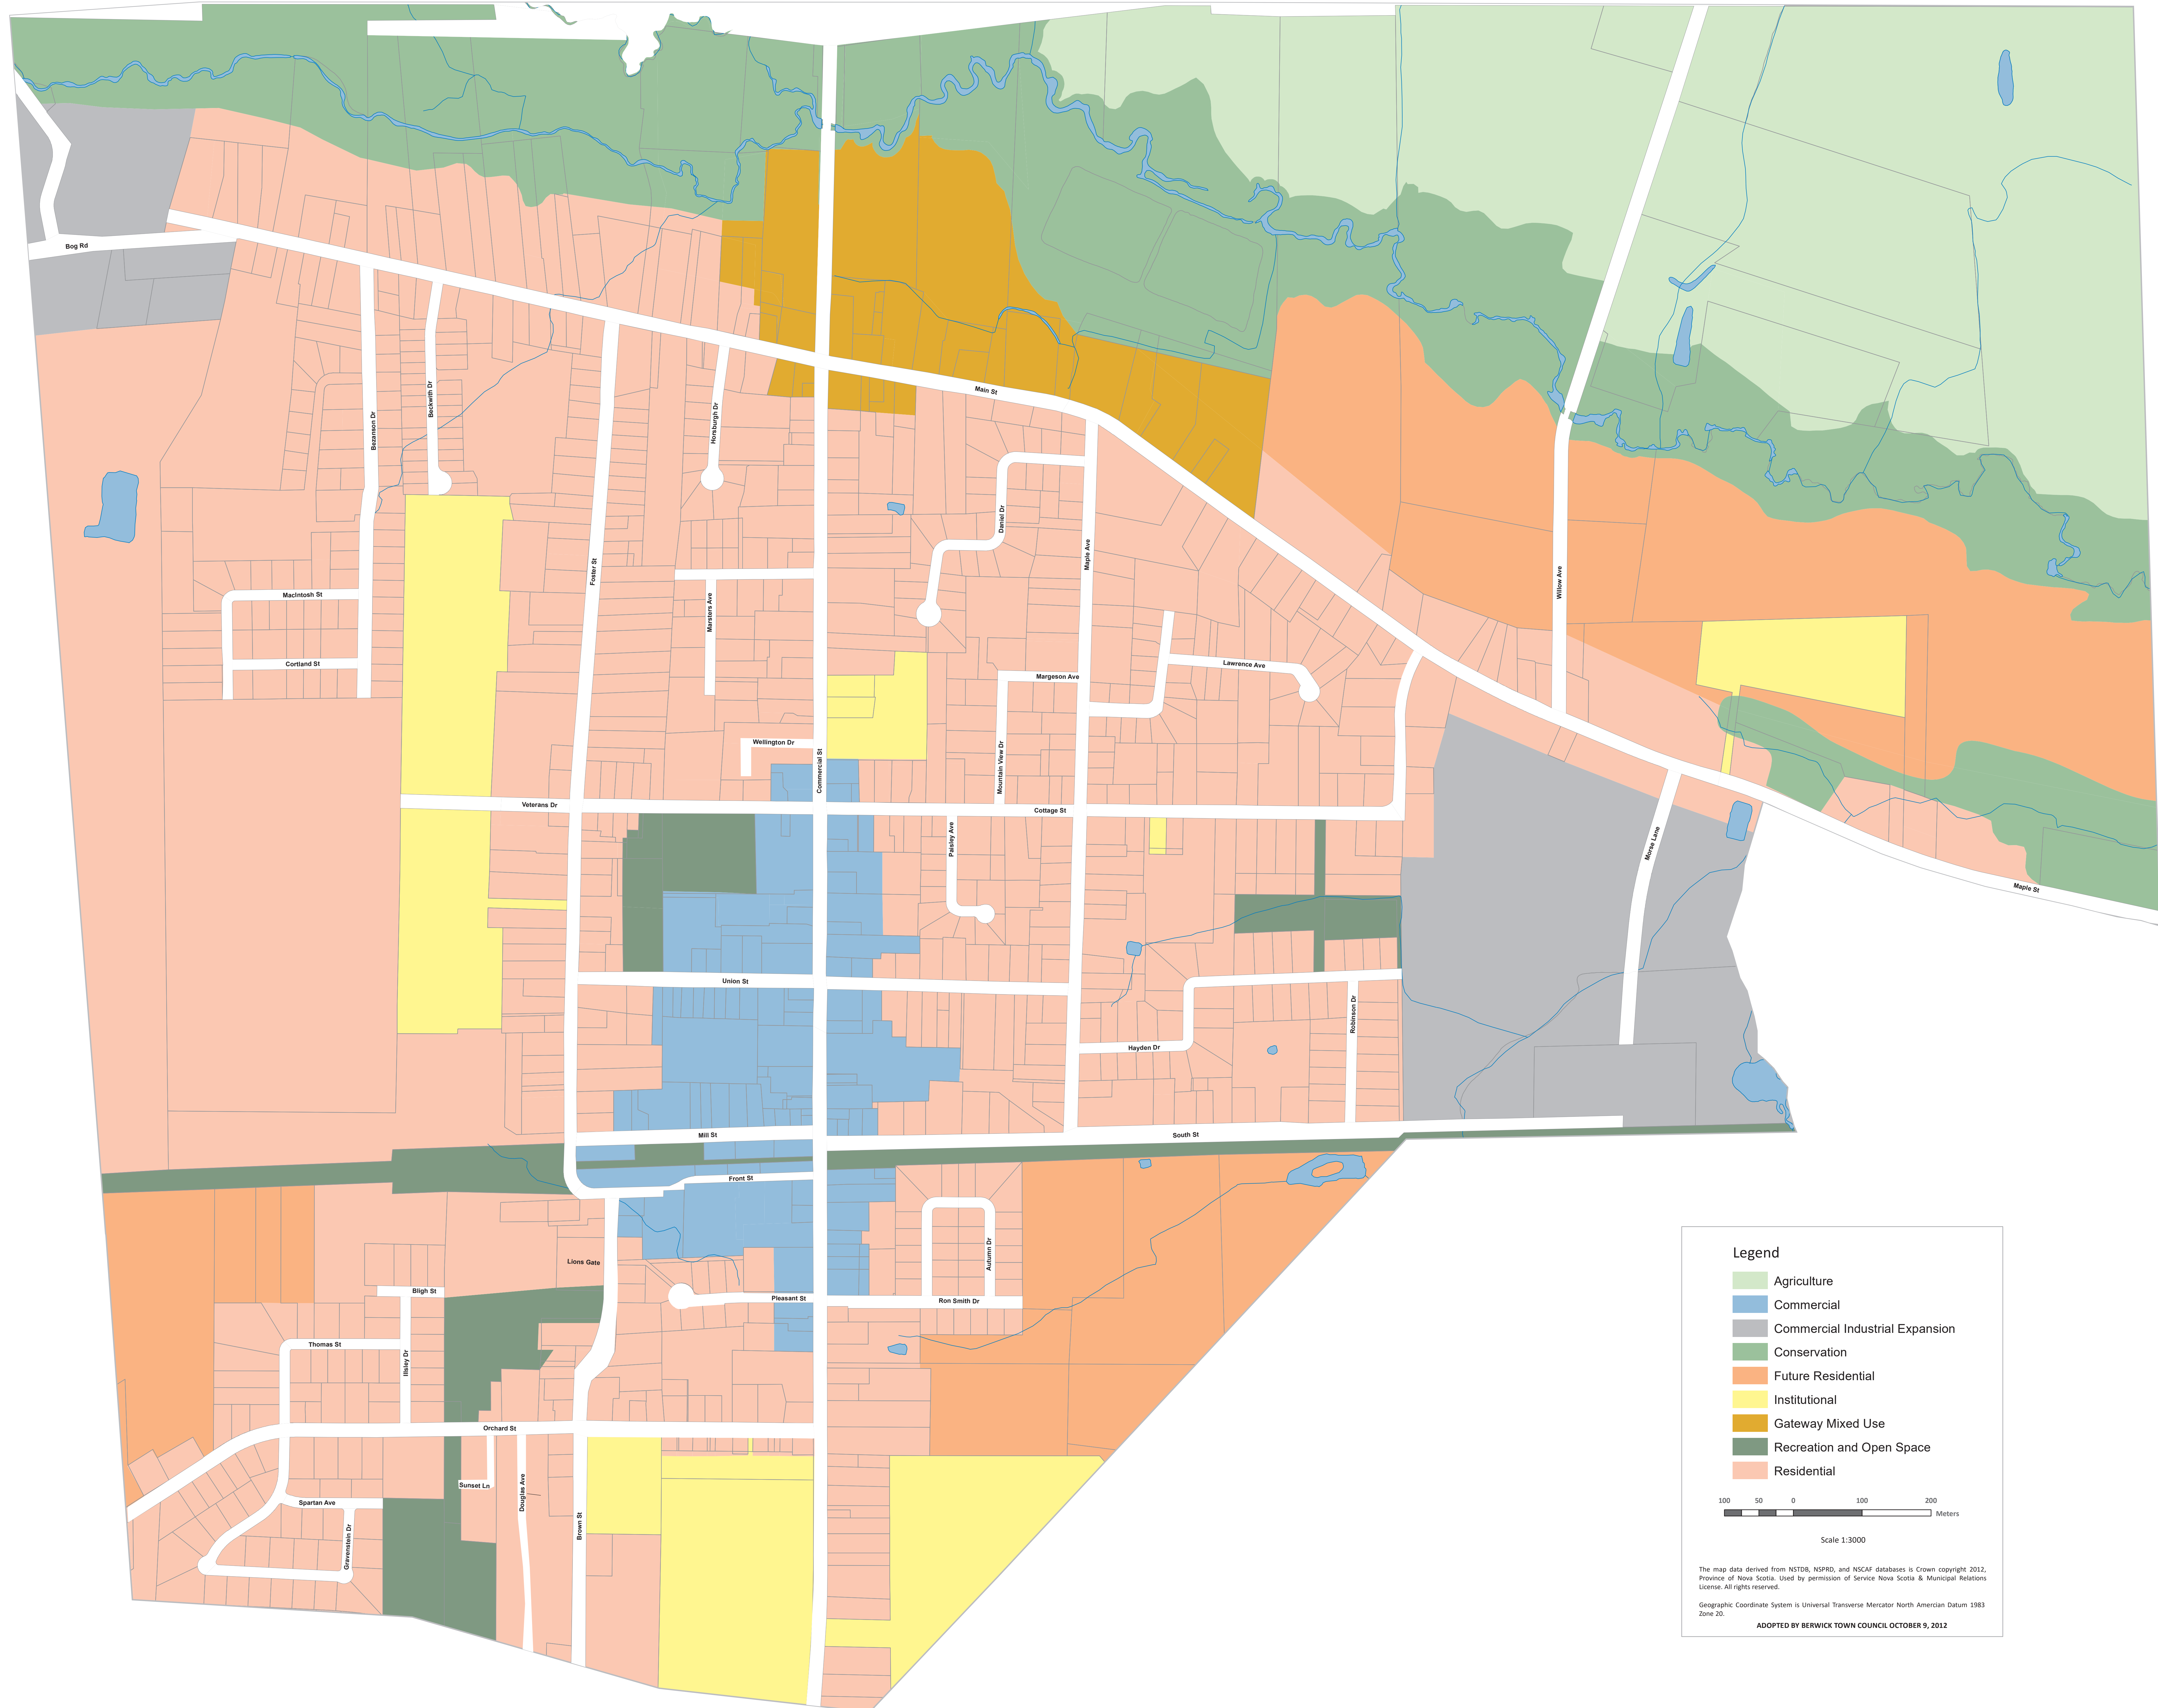 Bog Rd
Main St
Bezanson Dr
Beckwith Dr
Horsburgh Dr
Foster St
Daniel Dr
Maple Ave
Willow Ave
MacIntosh St
Marsters Ave
Cortland St
Lawrence Ave
Margeson Ave
Wellington Dr
Commercial St
Mountain View Dr
Veterans Dr
Cottage St
Paisley Ave
Morse Lane
Maple St
Union St
Robinson Dr
Hayden Dr
Mill St
South St
Front St
Autumn Dr
Lions Gate
Bligh St
Pleasant St
Ron Smith Dr
Thomas St
Illsley Dr
Orchard St
Sunset Ln
Douglas Ave
Spartan Ave
Brown St
Gravenstein Dr
Legend
Agriculture
Commercial
Commercial Industrial Expansion
Conservation
Future Residential
Institutional
Gateway Mixed Use
Recreation and Open Space
Residential
100 50 0 100 200
Meters
Scale 1:3000
The map data derived from NSTDB, NSPRD, and NSCAF databases is Crown copyright 2012,
Province of Nova Scotia. Used by permission of Service Nova Scotia & Municipal Relations
License. All rights reserved.
Geographic Coordinate System is Universal Transverse Mercator North Amercian Datum 1983
Zone 20.
ADOPTED BY BERWICK TOWN COUNCIL OCTOBER 9, 2012